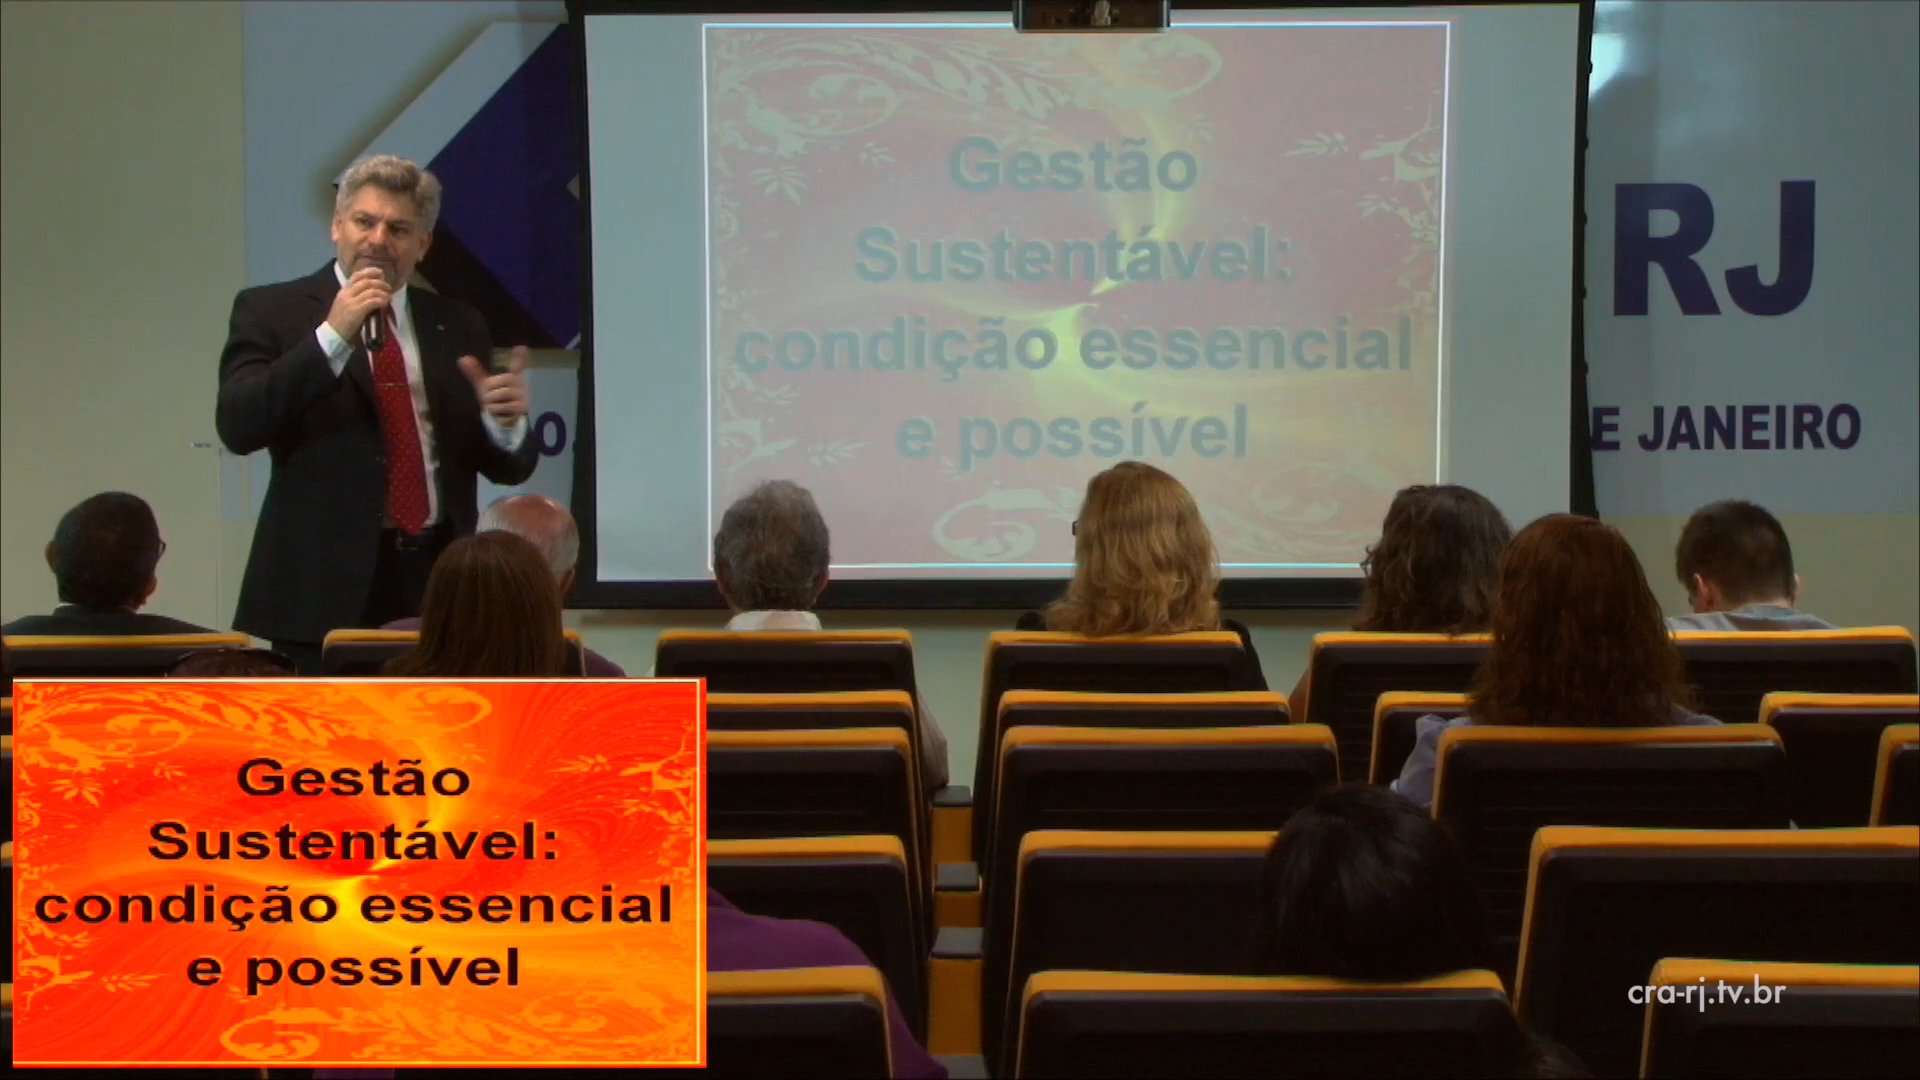 Gestão
Sustentável:
condição essencial
e possível
RJ
E JANEIRO
Gestão
Sustentável:
condição essencial
e possível
cra-rj.tv.br